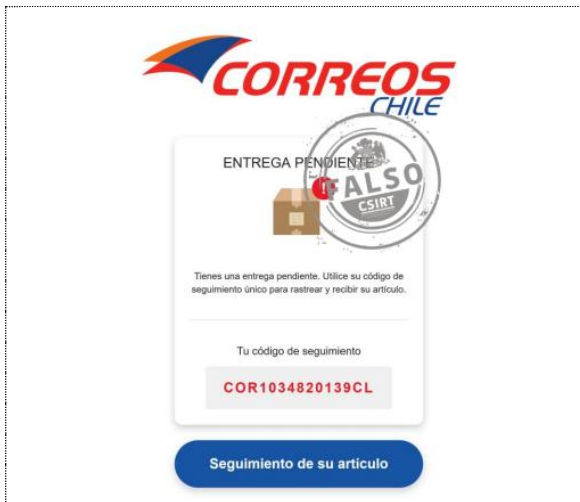 CORREOS
CHILE
ENTREGA PENDIENTE
!
FALSO
CSIRT
Tienes una entrega pendiente. Utilice su código de
seguimiento único para rastrear y recibir su artículo.
Tu código de seguimiento
COR1034820139CL
Seguimiento de su artículo